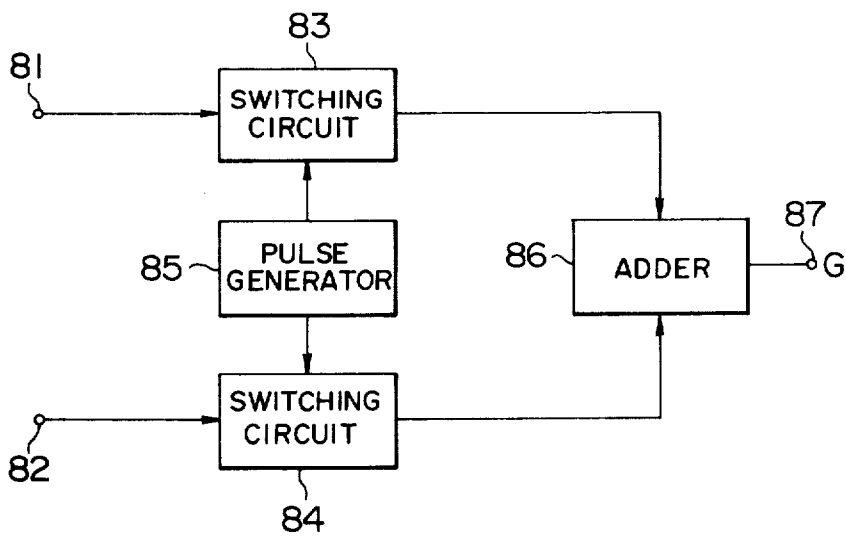 83
81
SWITCHING
CIRCUIT
87
85
PULSE
GENERATOR
86
ADDER
G
SWITCHING
CIRCUIT
82
84